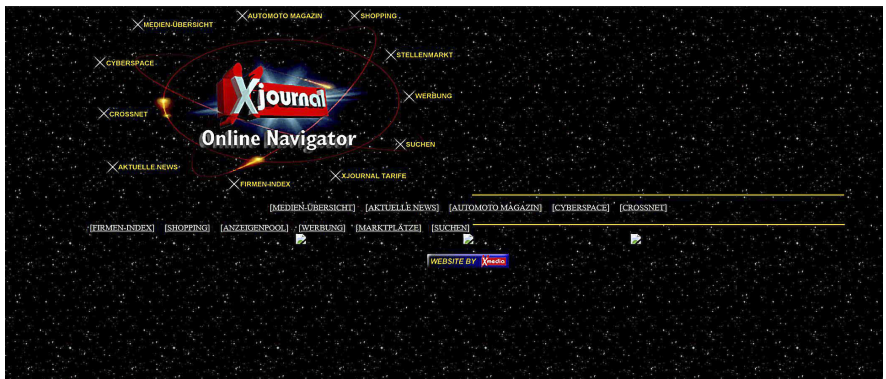 AUTOMOTO MAGAZIN
SHOPPING
MEDIEN-ÜBERSICHT
STELLENMARKT
CYBERSPACE
WERBUNG
Xjournal
CROSSNET
Online Navigator
SUCHEN
AKTUELLE NEWS
XJOURNAL TARIFE
FIRMEN-INDEX
[MEDIEN-ÜBERSICHT] [AKTUELLE NEWS] [AUTOMOTO MAGAZIN] [CYBERSPACE] [CROSSNET]
[FIRMEN-INDEX] [SHOPPING] [ANZEIGENPOOL] [WERBUNG] [MARKTPLÄTZE] [SUCHEN]
WEBSITE BY Xmedia